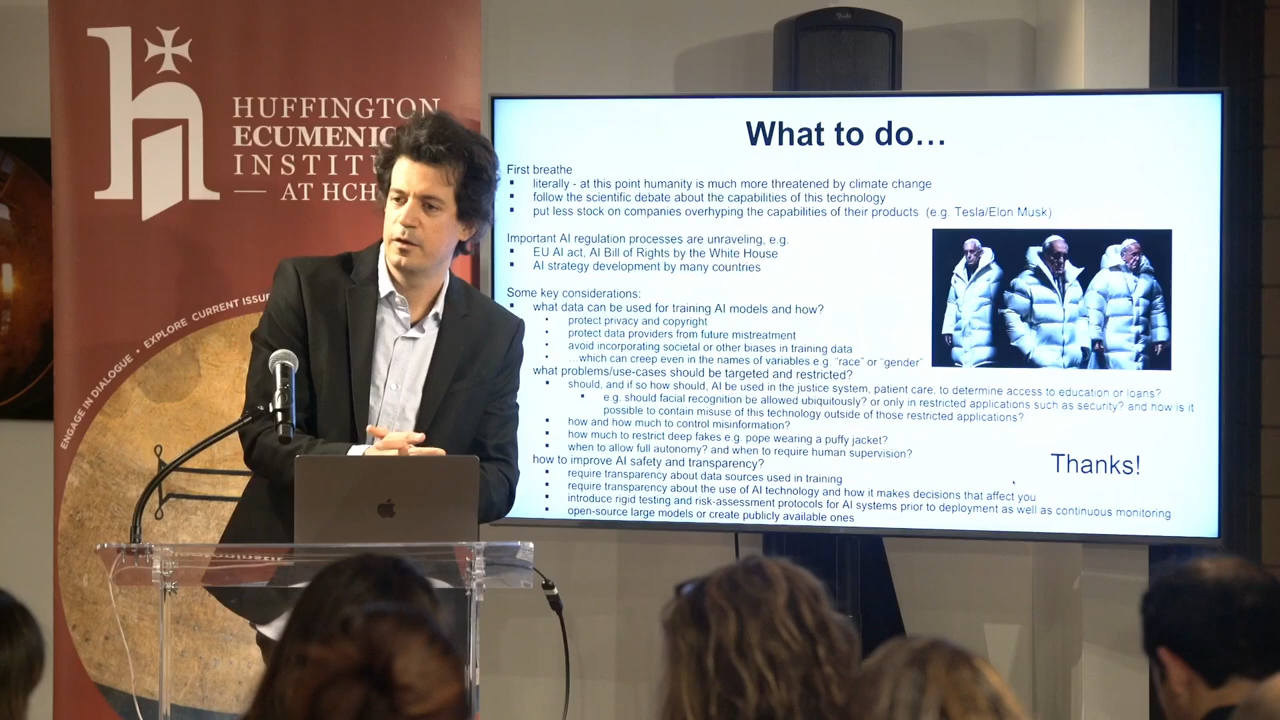 HUFFINGTON
ECUMENIC
INSTITU
AT HCH
ENGAGE IN DIALOGUE • EXPLORE CURRENT ISSUE
Fender
What to do…
First breathe
literally - at this point humanity is much more threatened by climate change
follow the scientific debate about the capabilities of this technology
put less stock on companies overhyping the capabilities of their products (e.g. Tesla/Elon Musk)
Important AI regulation processes are unraveling, e.g.
EU AI act, AI Bill of Rights by the White House
AI strategy development by many countries
Some key considerations:
what data can be used for training AI models and how?
protect privacy and copyright
protect data providers from future mistreatment
avoid incorporating societal or other biases in training data
…which can creep even in the names of variables e.g. “race” or “gender”
what problems/use-cases should be targeted and restricted?
should, and if so how should, AI be used in the justice system, patient care, to determine access to education or loans?
e.g. should facial recognition be allowed ubiquitously? or only in restricted applications such as security? and how is it
possible to contain misuse of this technology outside of those restricted applications?
how and how much to control misinformation?
how much to restrict deep fakes e.g. pope wearing a puffy jacket?
when to allow full autonomy? and when to require human supervision?
how to improve AI safety and transparency?
require transparency about data sources used in training
require transparency about the use of AI technology and how it makes decisions that affect you
introduce rigid testing and risk-assessment protocols for AI systems prior to deployment as well as continuous monitoring
open-source large models or create publicly available ones
Thanks!